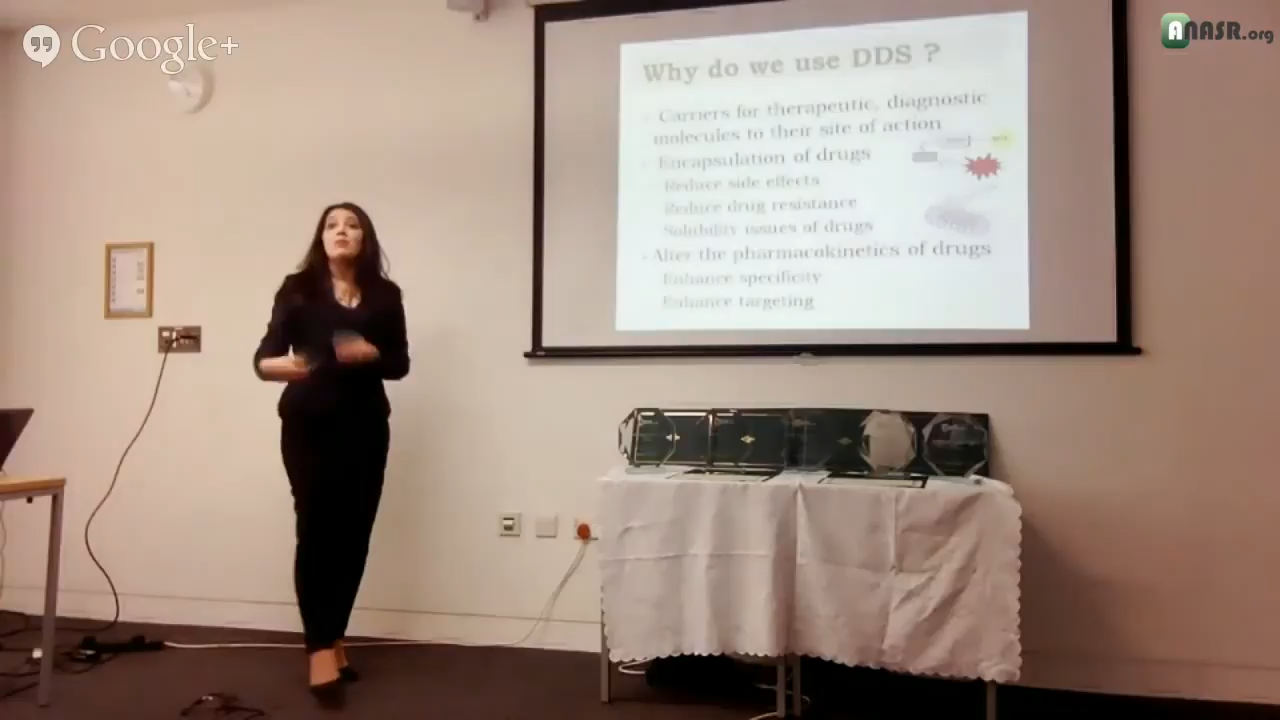 Google+
ANASR.org
Why do we use DDS ?
Carriers for therapeutic, diagnostic
molecules to their site of action
Encapsulation of drugs
Reduce side effects
Reduce drug resistance
Solubility issues of drugs
Alter the pharmacokinetics of drugs
Enhance specificity
Enhance targeting